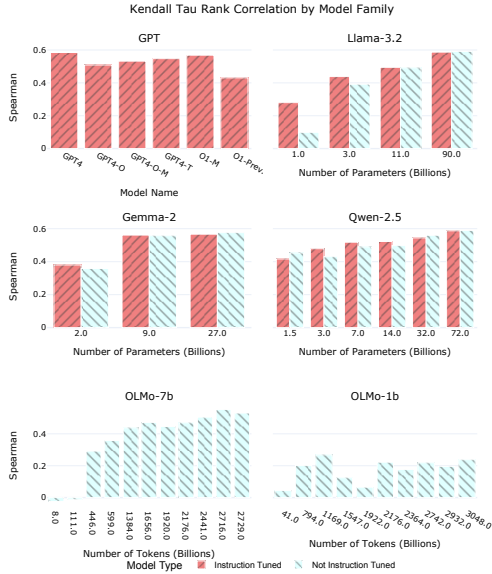 Kendall Tau Rank Correlation by Model Family
GPT
Llama-3.2
Spearman
0.6
0.4
0.2
0
GPT4
GPT4-O
GPT4-O-M
GPT4-T
O1-M
O1-Prev.
1.0
3.0
11.0
90.0
Model Name
Number of Parameters (Billions)
Gemma-2
Qwen-2.5
Spearman
0.6
0.4
0.2
0
2.0
9.0
27.0
1.5
3.0
7.0
14.0
32.0
72.0
Number of Parameters (Billions)
Number of Parameters (Billions)
OLMo-7b
OLMo-1b
Spearman
0.4
0.2
0
8.0
111.0
446.0
599.0
1384.0
1656.0
1920.0
2176.0
2441.0
2716.0
2729.0
41.0
794.0
1169.0
1547.0
1922.0
2176.0
2364.0
2742.0
2932.0
3048.0
Number of Tokens (Billions)
Number of Tokens (Billions)
Model Type
Instruction Tuned
Not Instruction Tuned